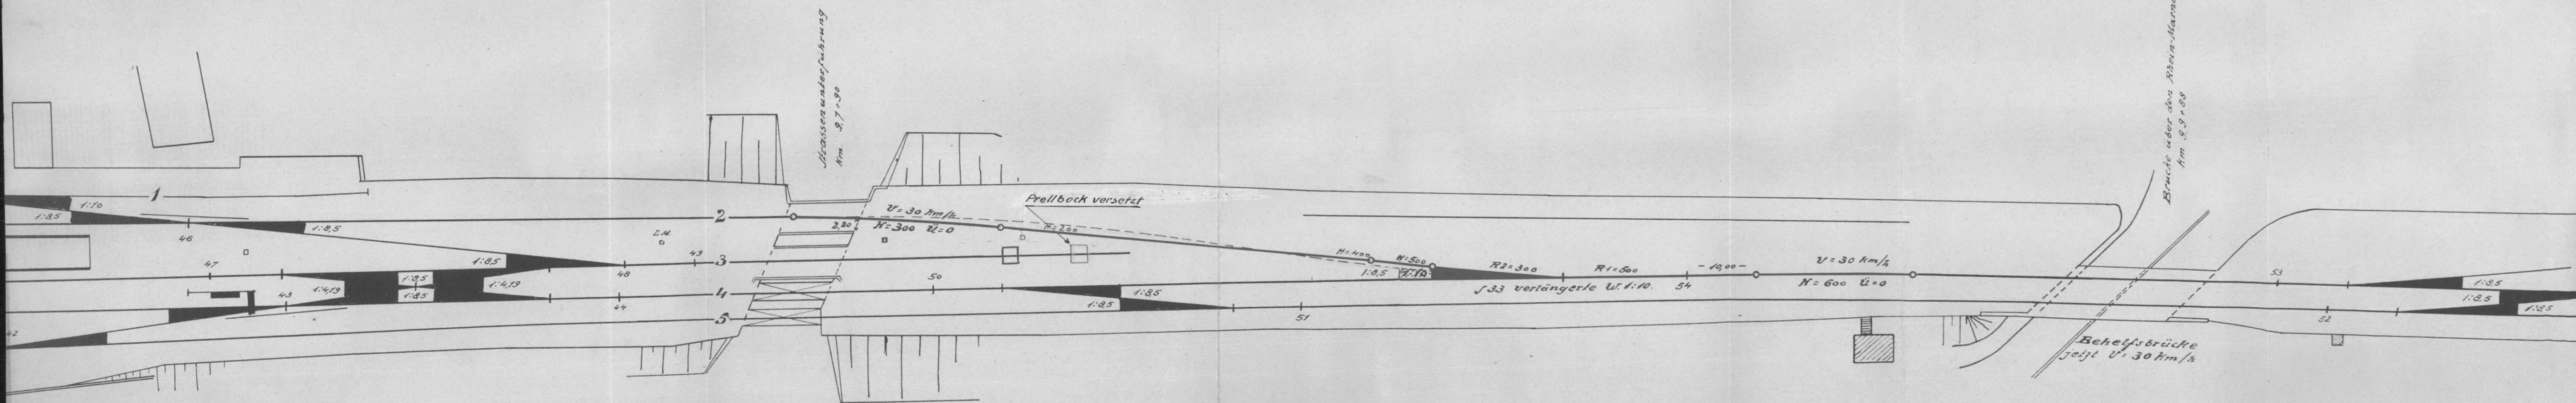 Strassenunterführung
km 9,7+90
Brücke über den Rhein-Marne
km 9,9+88
1
1:10
1:8,5
46
1:8,5
2
V=30 km/h
H=300 ü=0
2,20
H=200
Prellbock versetzt
47
1:8,5
48
49
3
1:4,19
1:8,5
1:8,5
1:4,19
43
44
4
50
1:8,5
1:8,5
42
5
51
H=400
H=500
1:8,5
R2=300
R1=500
- 10,00 -
V=30 km/h
J 33 verlängerte W. 1:10.
54
H=600 ü=0
53
1:8,5
1:8,5
1:8,5
52
Behelfsbrücke
jetzt V=30 km/h